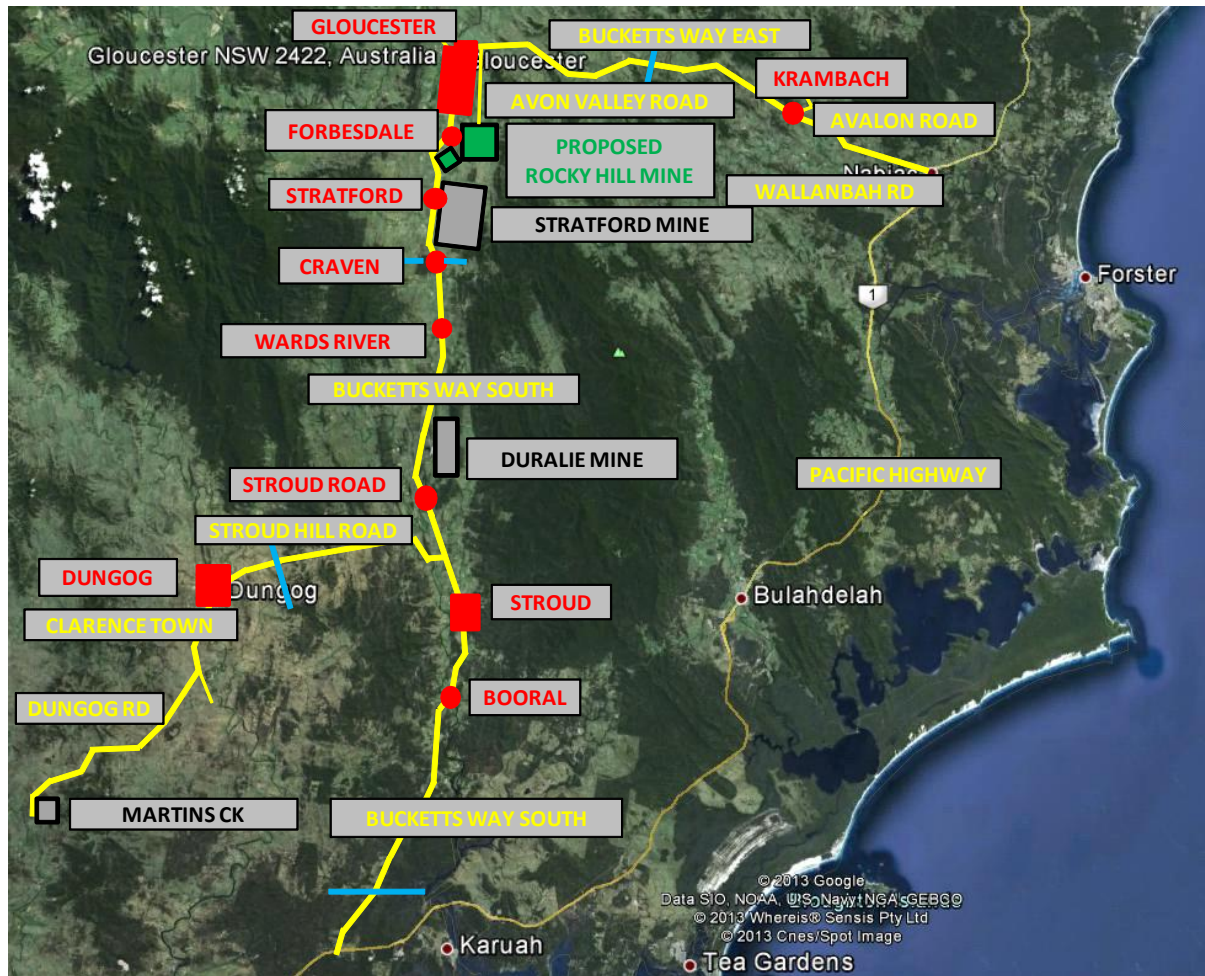 GLOUCESTER
BUCKETTS WAY EAST
Gloucester NSW 2422, Australia
Gloucester
KRAMBACH
AVON VALLEY ROAD
AVALON ROAD
FORBESDALE
PROPOSED
ROCKY HILL MINE
Nabiac
WALLANBAH RD
STRATFORD
STRATFORD MINE
CRAVEN
Forster
1
WARDS RIVER
BUCKETTS WAY SOUTH
DURALIE MINE
PACIFIC HIGHWAY
STROUD ROAD
STROUD HILL ROAD
DUNGOG
Dungog
STROUD
Bulahdelah
CLARENCE TOWN
BOORAL
DUNGOG RD
MARTINS CK
BUCKETTS WAY SOUTH
© 2013 Google
Data SIO, NOAA, U.S. Navy, NGA, GEBCO
© 2013 Whereis® Sensis Pty Ltd
© 2013 Cnes/Spot Image
Karuah
Tea Gardens